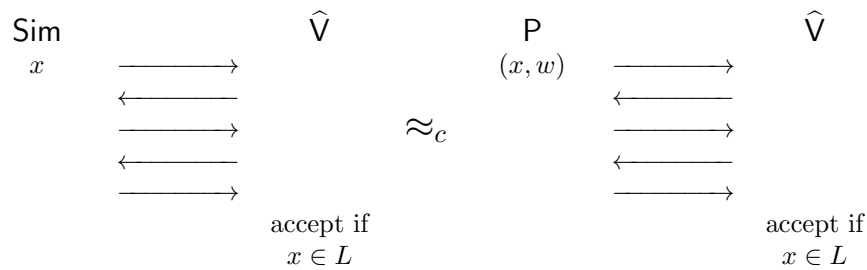 Sim V̂ P V̂
x (x, w)
≈c
accept if accept if
x ∈ L x ∈ L